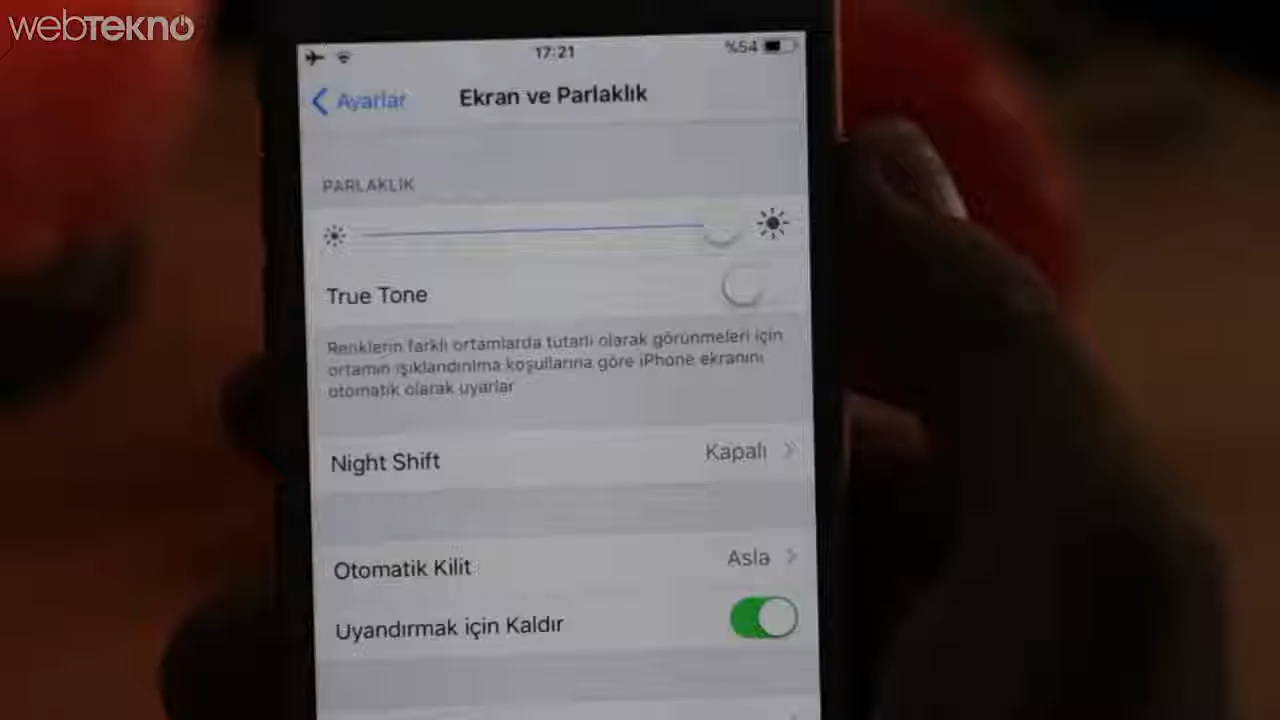 webTEKNO
17:21
%54
Ayarlar
Ekran ve Parlaklık
PARLAKLIK
True Tone
Renklerin farklı ortamlarda tutarlı olarak görünmeleri için
ortamın ışıklandırılma koşullarına göre iPhone ekranını
otomatik olarak uyarlar
Night Shift
Kapalı
Otomatik Kilit
Asla
Uyandırmak için Kaldır